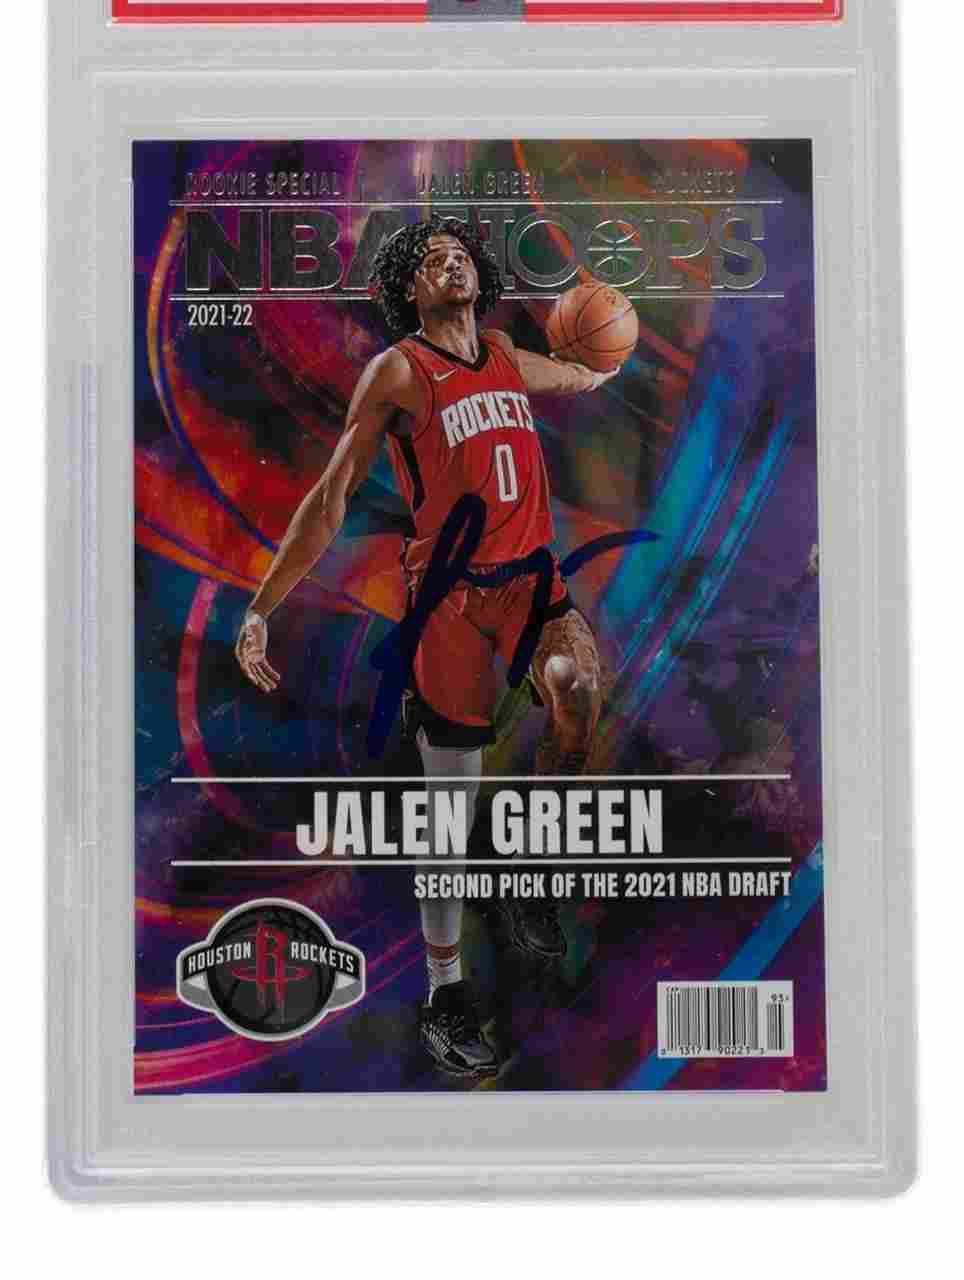 ROOKIE SPECIAL | JALEN GREEN | ROCKETS
NBA HOOPS
2021-22
ROCKETS
0
JALEN GREEN
SECOND PICK OF THE 2021 NBA DRAFT
HOUSTON ROCKETS